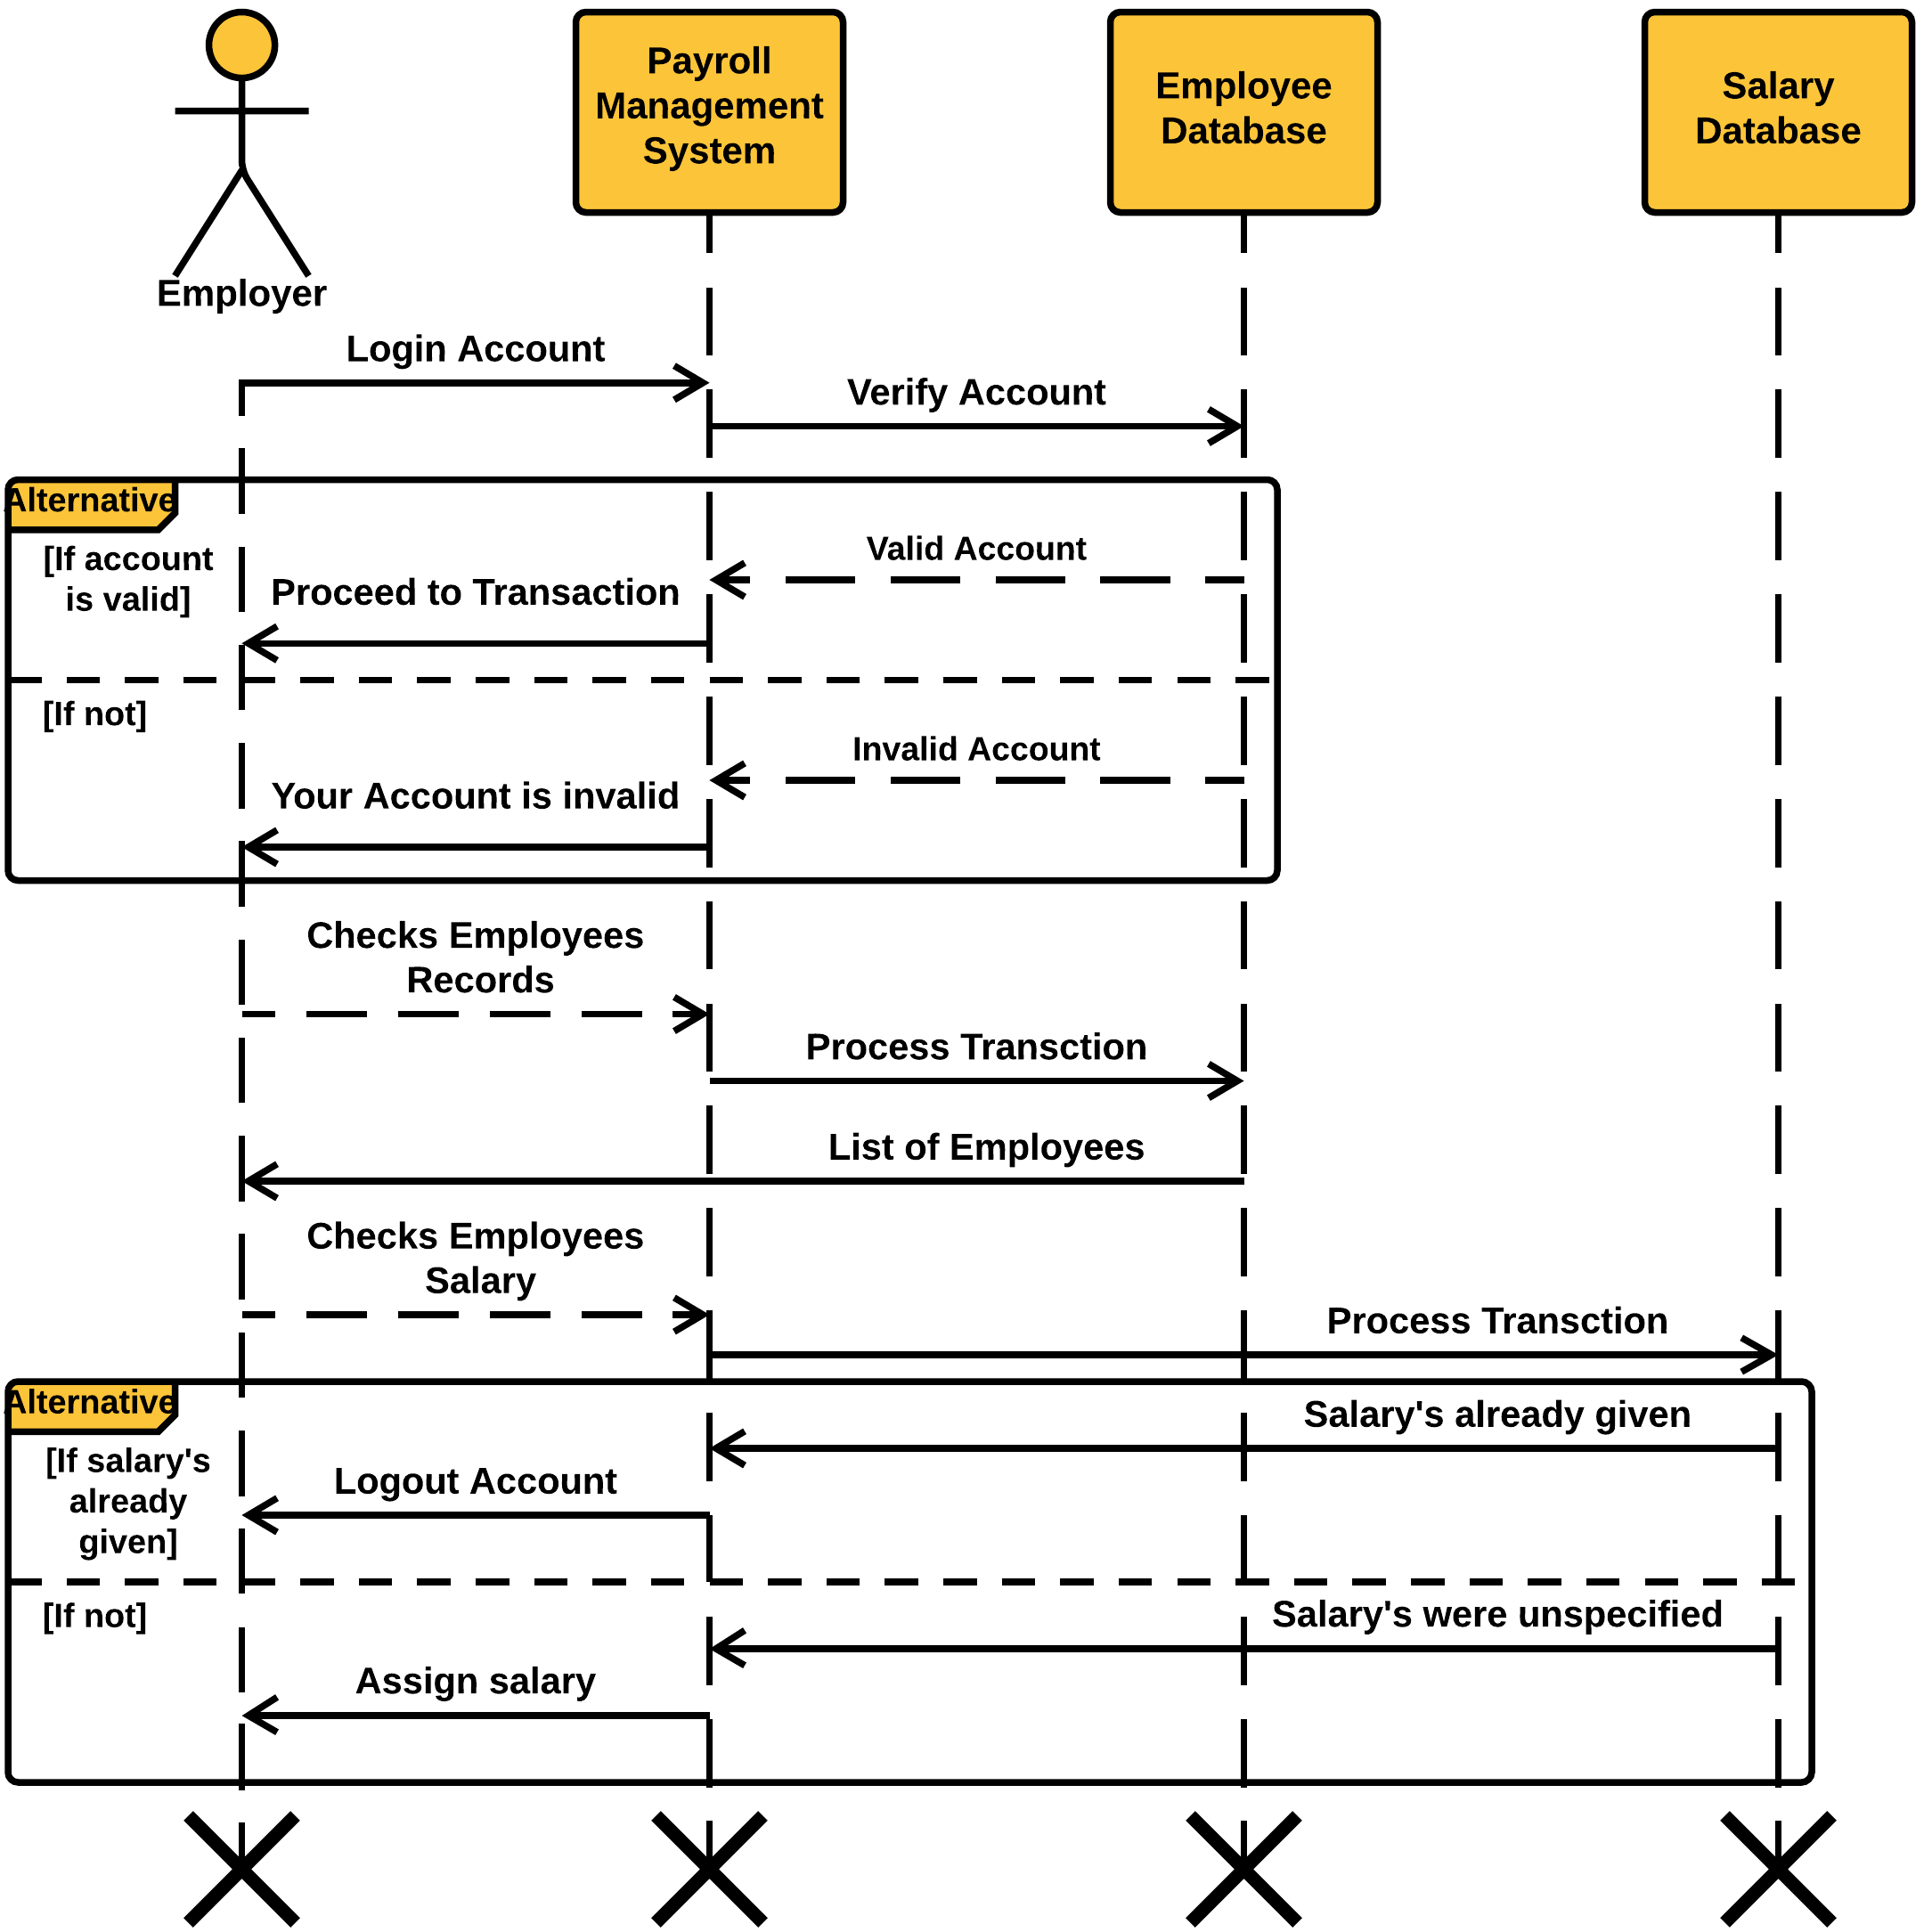 Payroll
Management
System
Employee
Database
Salary
Database
Employer
Login Account
Verify Account
Alternative
[If account
is valid]
Valid Account
Proceed to Transaction
[If not]
Invalid Account
Your Account is invalid
Checks Employees
Records
Process Transction
List of Employees
Checks Employees
Salary
Process Transction
Alternative
Salary's already given
[If salary's
already
given]
Logout Account
[If not]
Salary's were unspecified
Assign salary